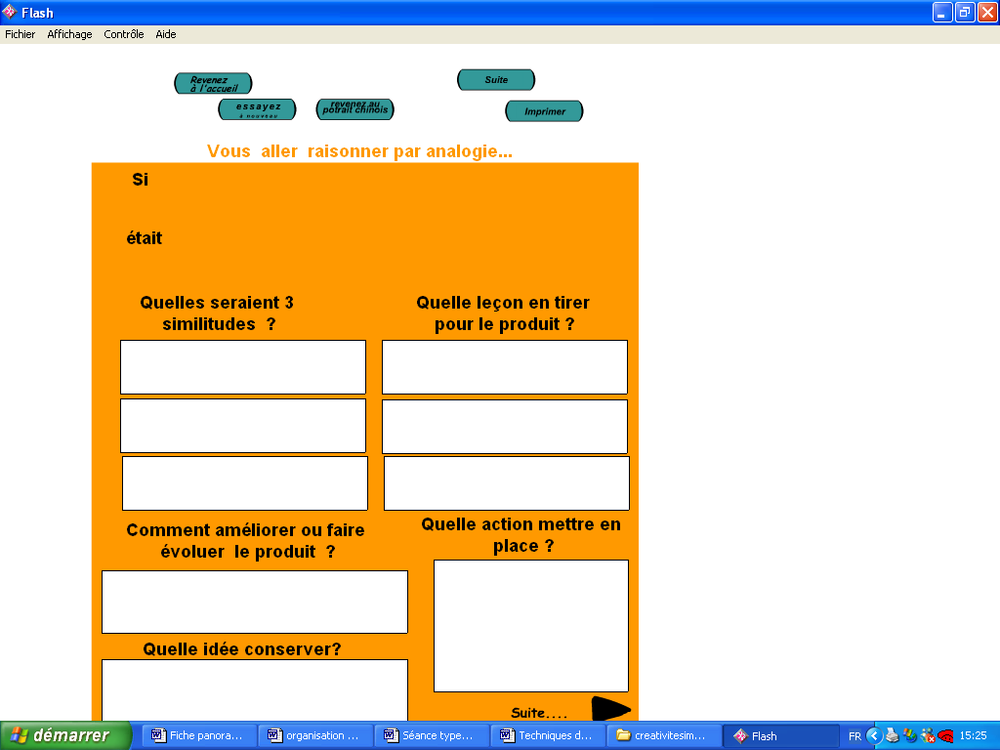 Flash
Fichier Affichage Contrôle Aide
Revenez
à l'accueil
Suite
essayez
à nouveau
revenez au
potrait chinois
Imprimer
Vous aller raisonner par analogie...
Si
était
Quelles seraient 3
similitudes ?
Quelle leçon en tirer
pour le produit ?
Comment améliorer ou faire
évoluer le produit ?
Quelle action mettre en
place ?
Quelle idée conserver?
Suite....
démarrer
Fiche panora...
organisation ...
Séance type...
Techniques d...
creativitesim...
Flash
FR
15:25